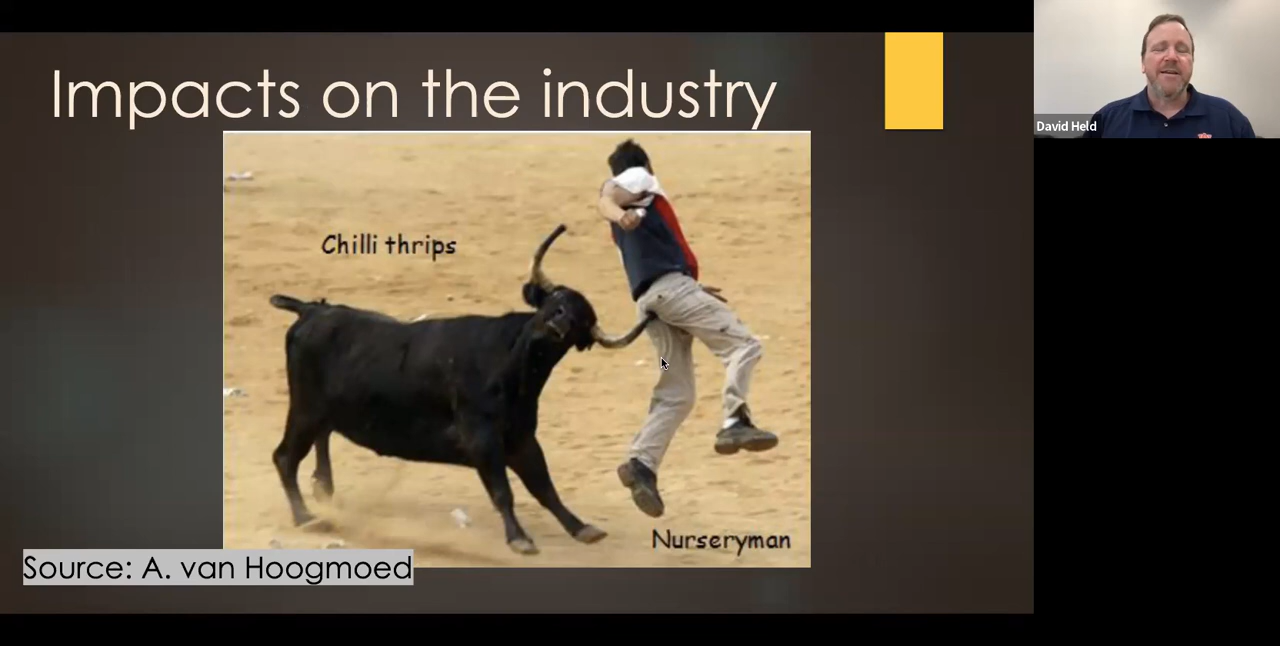 Impacts on the industry
David Held
Chilli thrips
Nurseryman
Source: A. van Hoogmoed